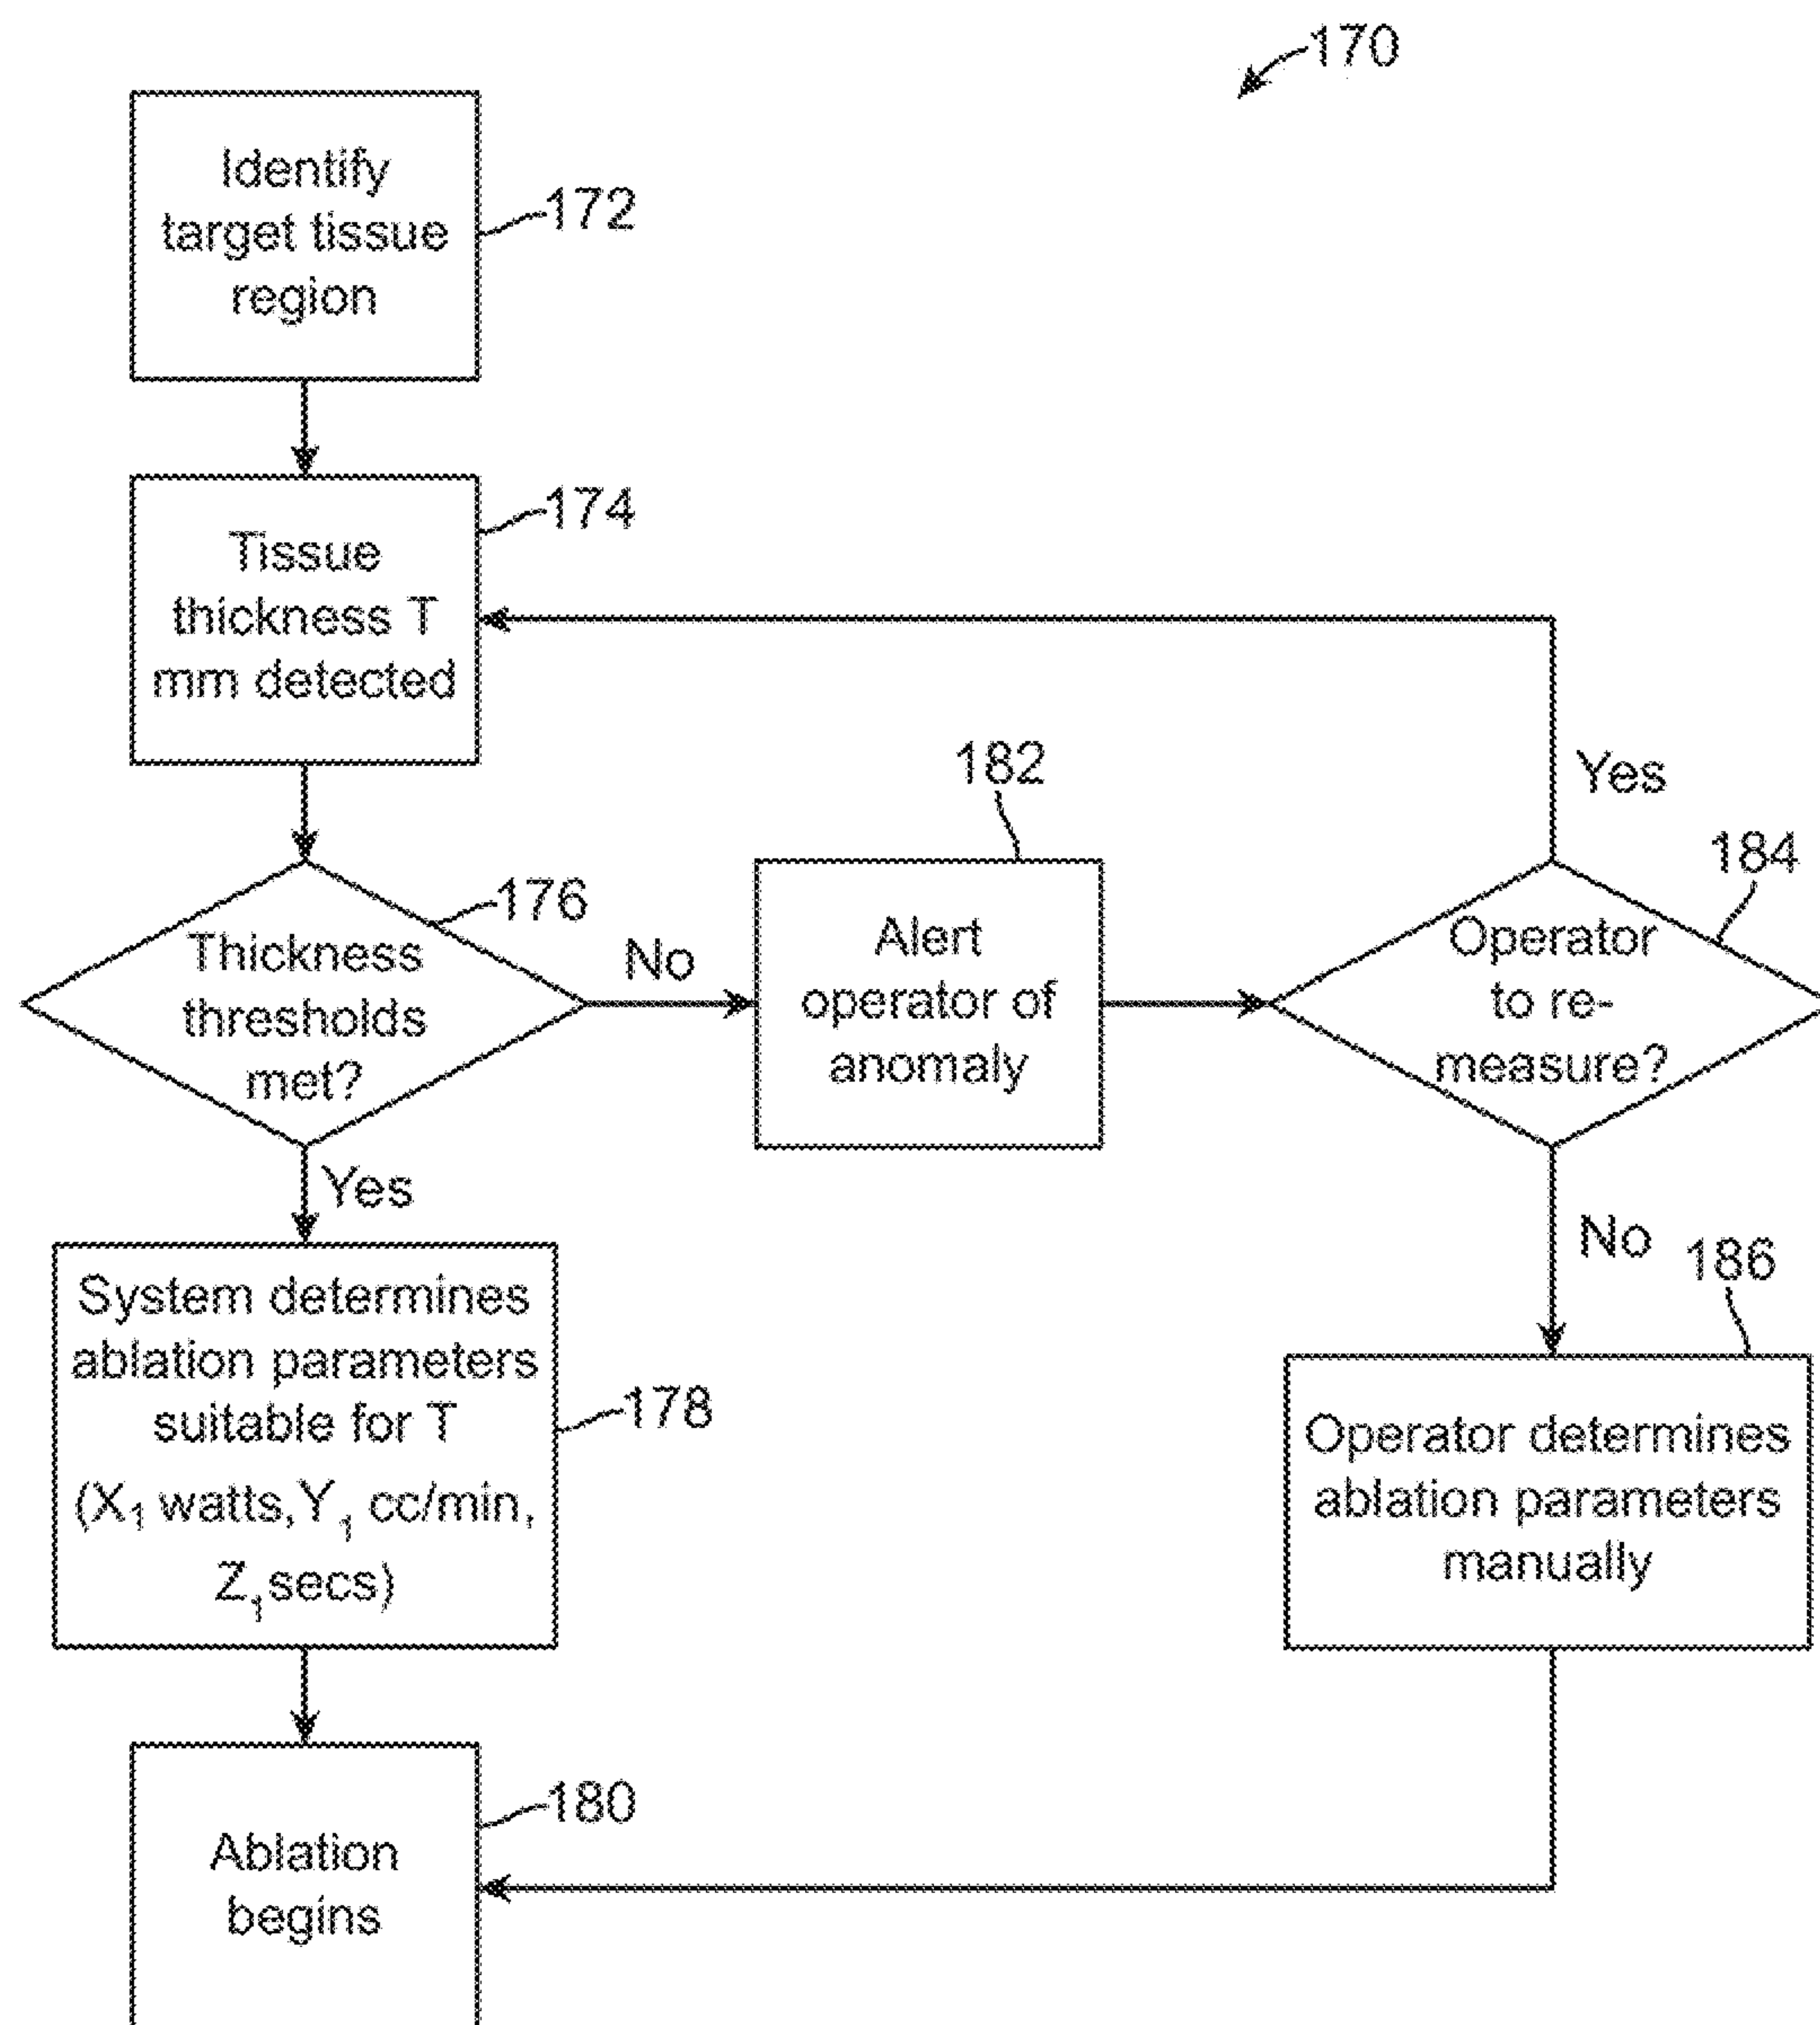 170
Identify
target tissue
region
172
Tissue
thickness T
mm detected
174
Thickness
thresholds
met?
176
No
Alert
operator of
anomaly
182
Operator
to re-
measure?
184
Yes
Yes
System determines
ablation parameters
suitable for T
(X₁ watts,Y₁ cc/min,
Z₁secs)
178
No
Operator determines
ablation parameters
manually
186
Ablation
begins
180